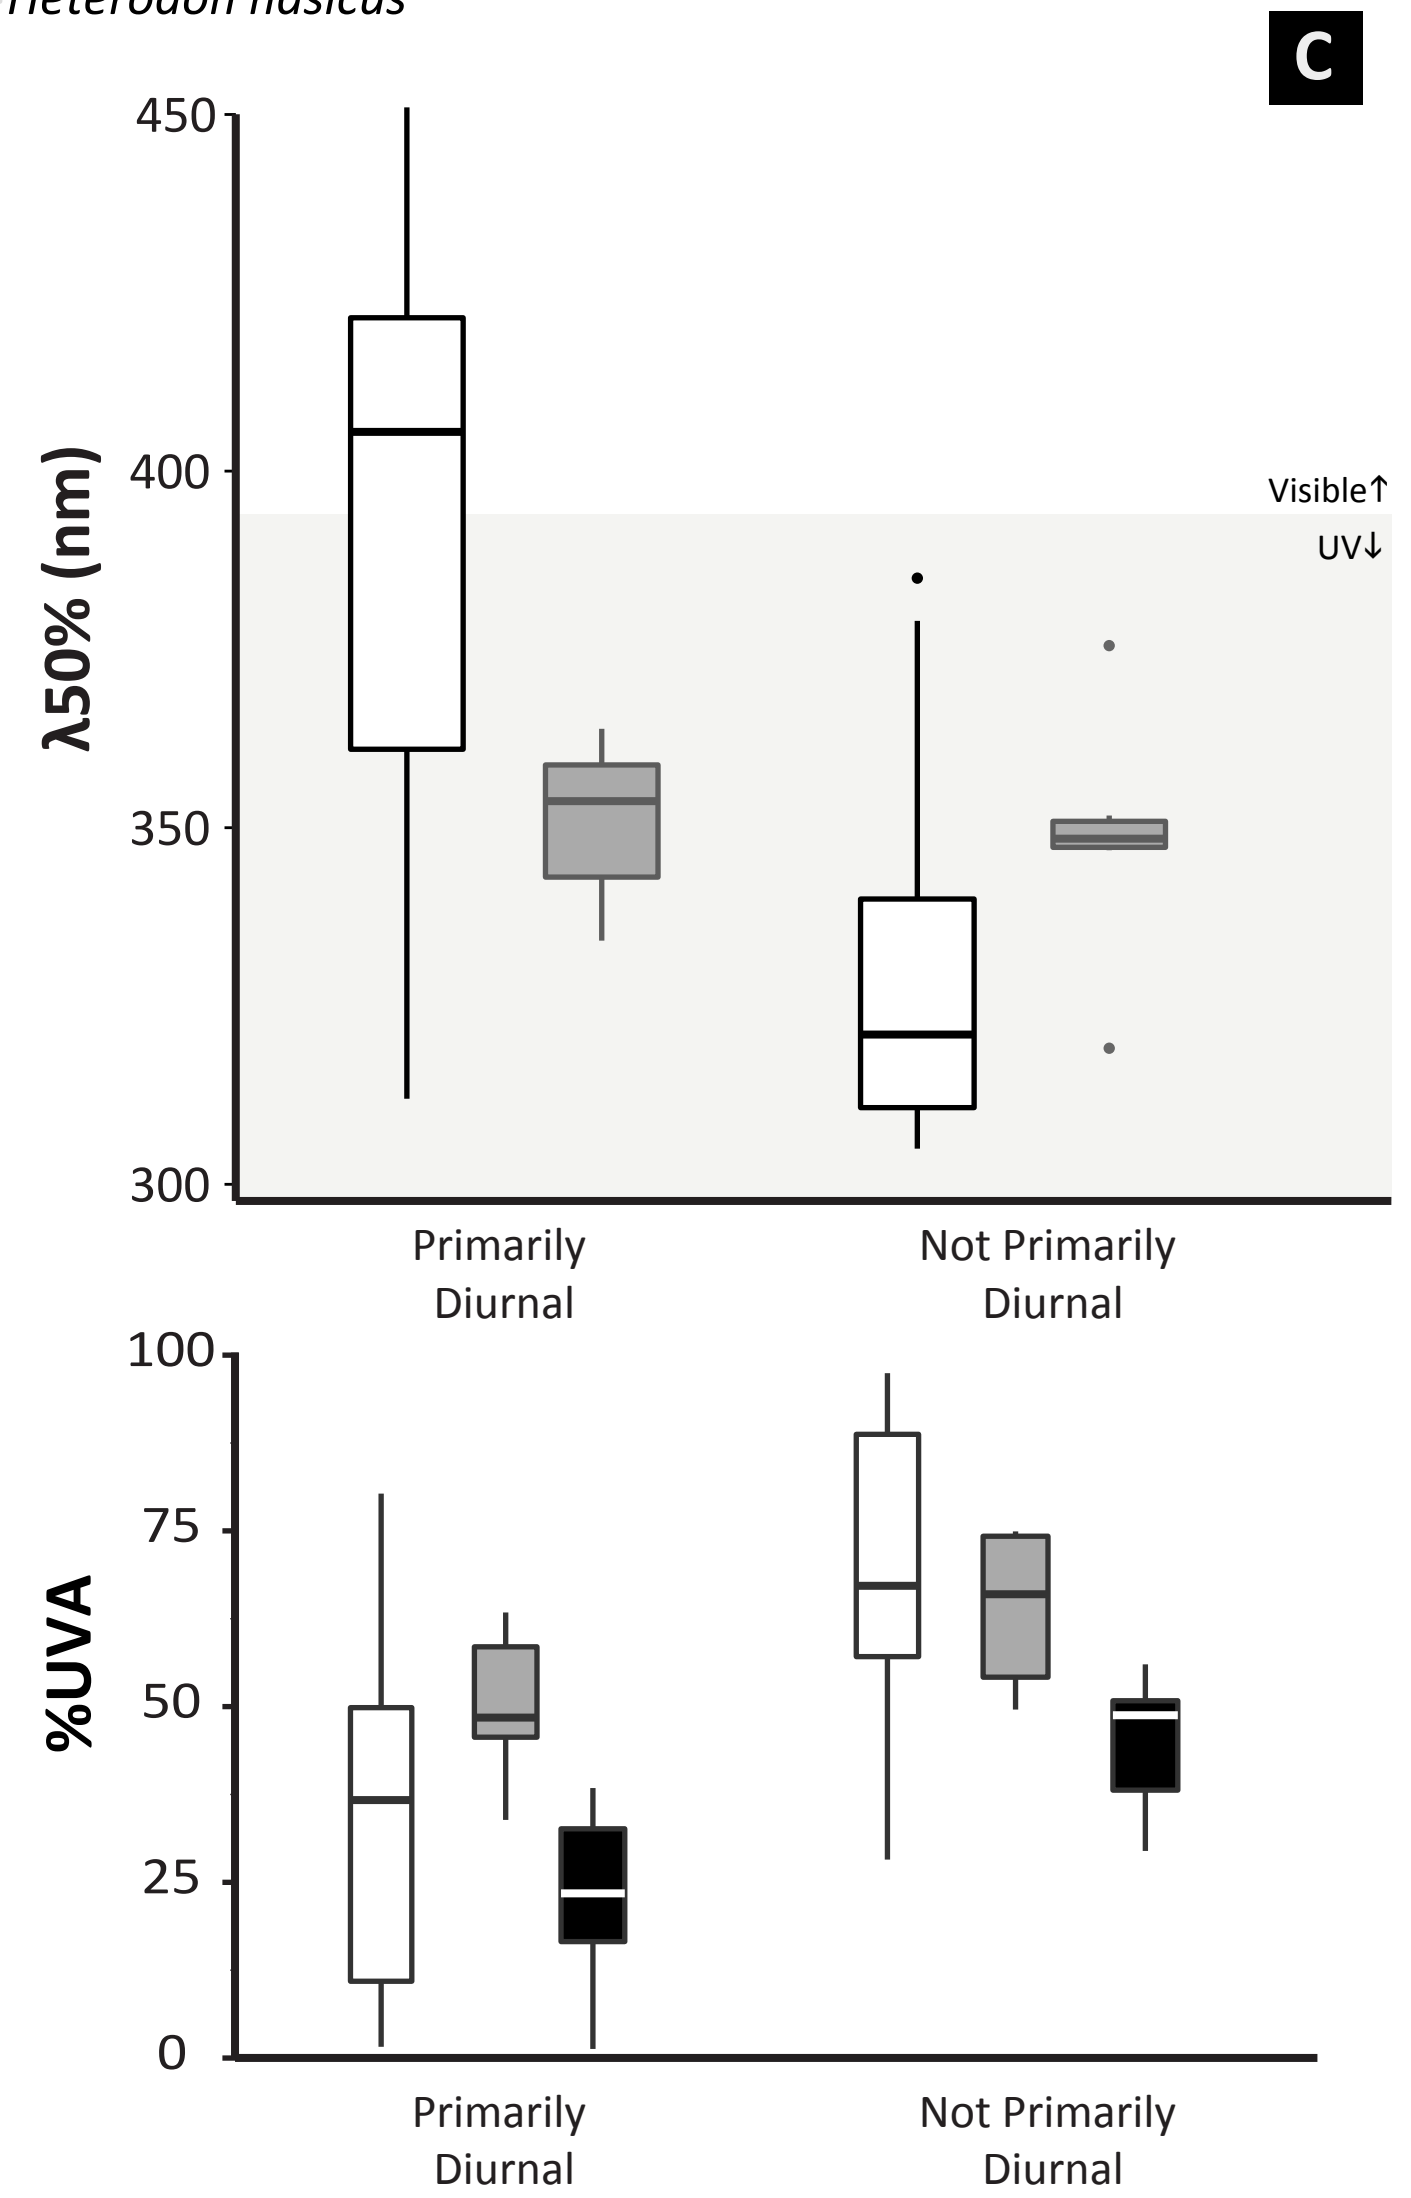 Heterodon nasicus
C
450
400
350
300
λ50% (nm)
Visible↑
UV↓
Primarily
Diurnal
Not Primarily
Diurnal
100
75
50
25
0
%UVA
Primarily
Diurnal
Not Primarily
Diurnal